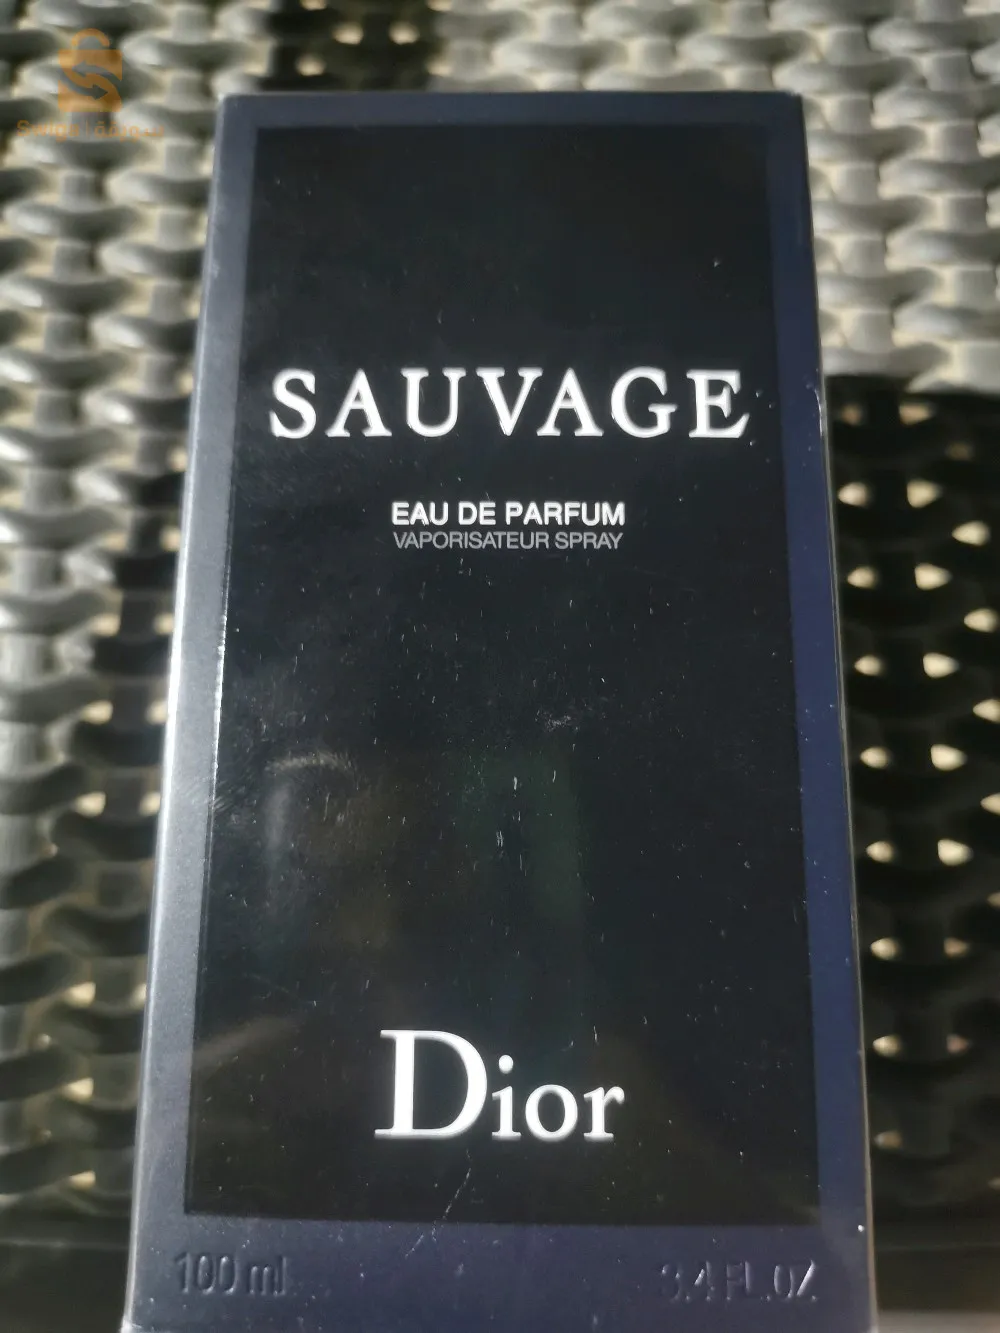 SAUVAGE
EAU DE PARFUM
VAPORISATEUR SPRAY
Dior
100 ml
3.4 FL.OZ